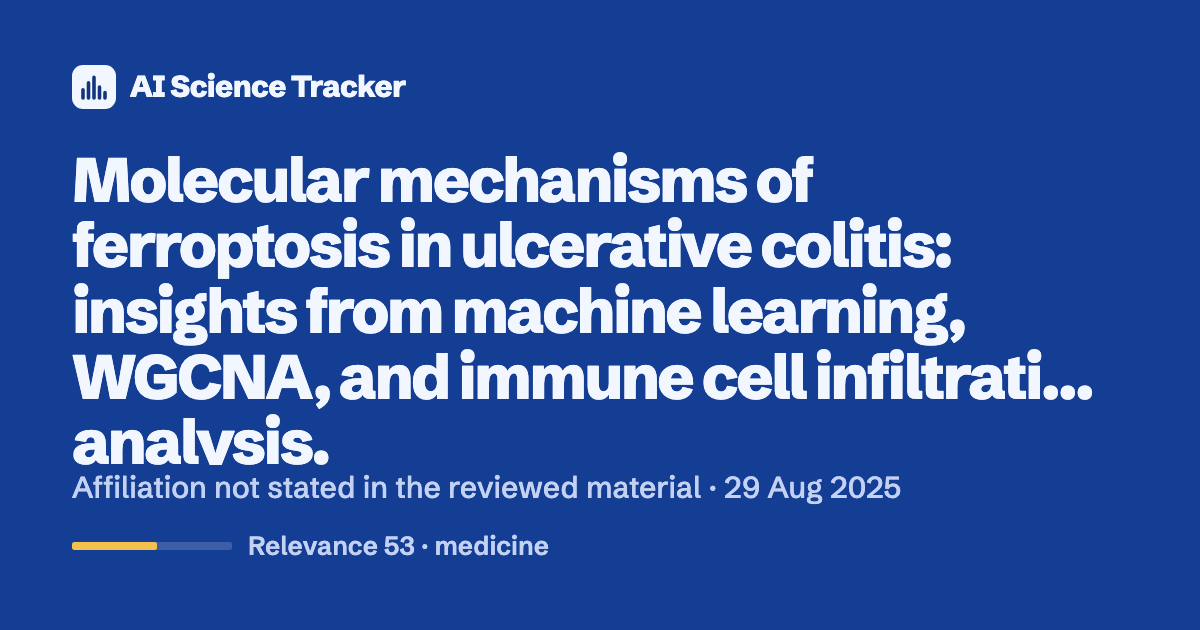 AI Science Tracker
Molecular mechanisms of
ferroptosis in ulcerative colitis:
insights from machine learning,
WGCNA, and immune cell infiltrati...
analysis.
Affiliation not stated in the reviewed material · 29 Aug 2025
Relevance 53 · medicine